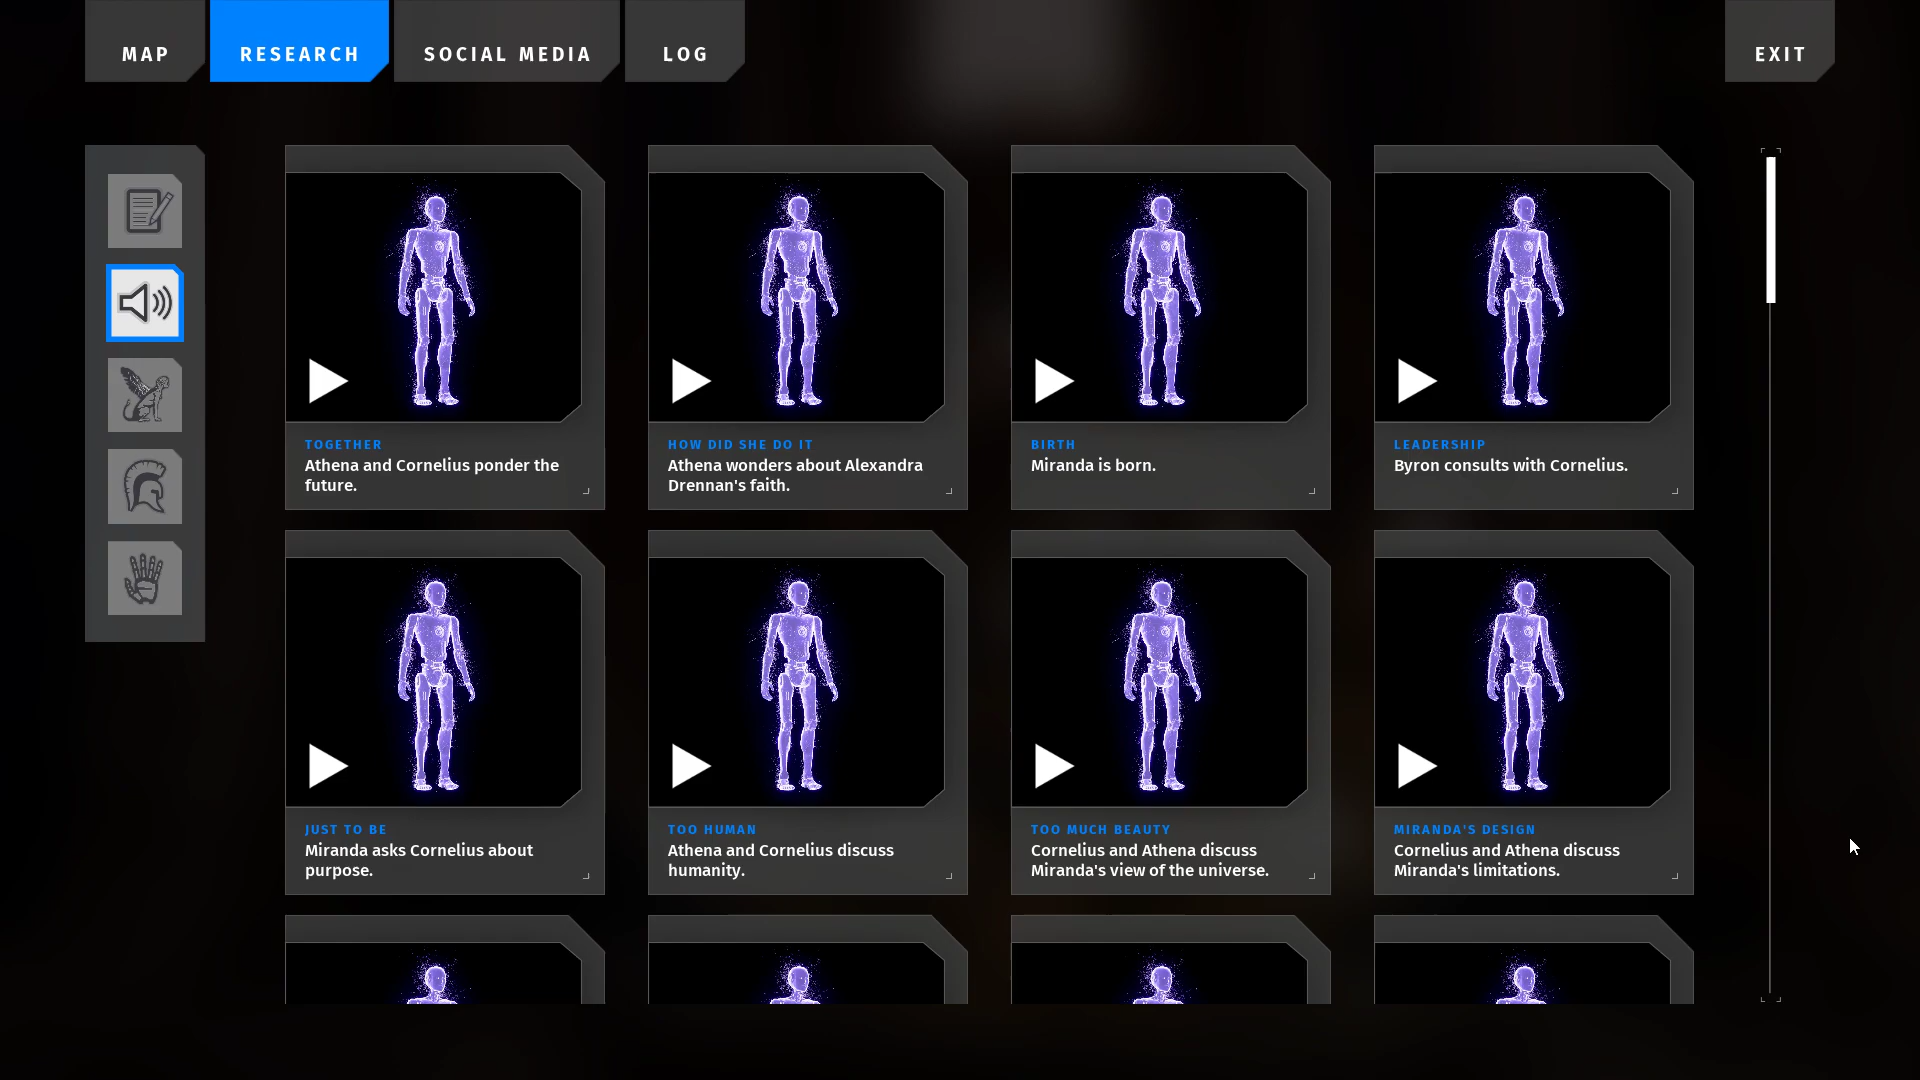 MAP
RESEARCH
SOCIAL MEDIA
LOG
EXIT
TOGETHER
Athena and Cornelius ponder the
future.
HOW DID SHE DO IT
Athena wonders about Alexandra
Drennan's faith.
BIRTH
Miranda is born.
LEADERSHIP
Byron consults with Cornelius.
JUST TO BE
Miranda asks Cornelius about
purpose.
TOO HUMAN
Athena and Cornelius discuss
humanity.
TOO MUCH BEAUTY
Cornelius and Athena discuss
Miranda's view of the universe.
MIRANDA'S DESIGN
Cornelius and Athena discuss
Miranda's limitations.